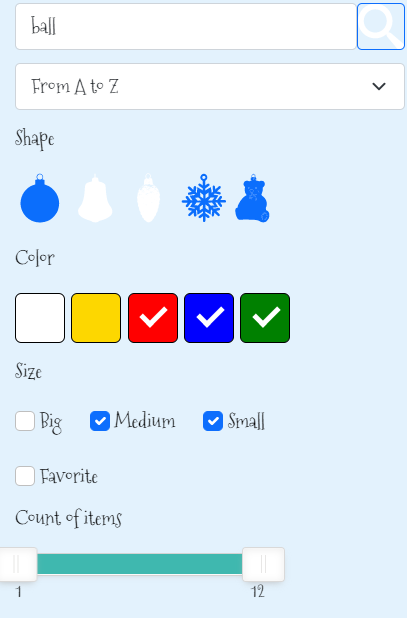 ball
From A to Z
Shape
Color
Size
Big Medium Small
Favorite
Count of items
1 12